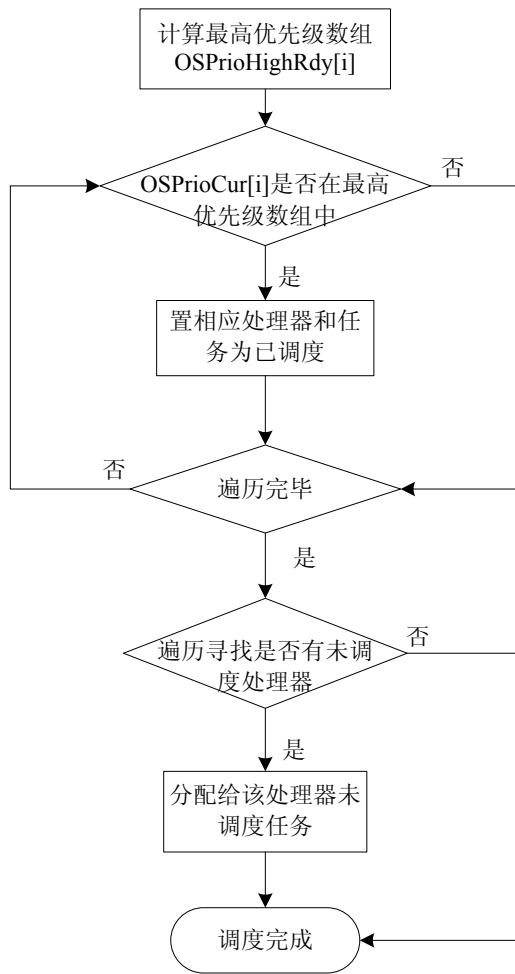 计算最高优先级数组
OSPrioHighRdy[i]
否
OSPrioCur[i]是否在最高
优先级数组中
是
置相应处理器和任
务为已调度
否
遍历完毕
是
否
遍历寻找是否有未调
度处理器
是
分配给该处理器未
调度任务
调度完成